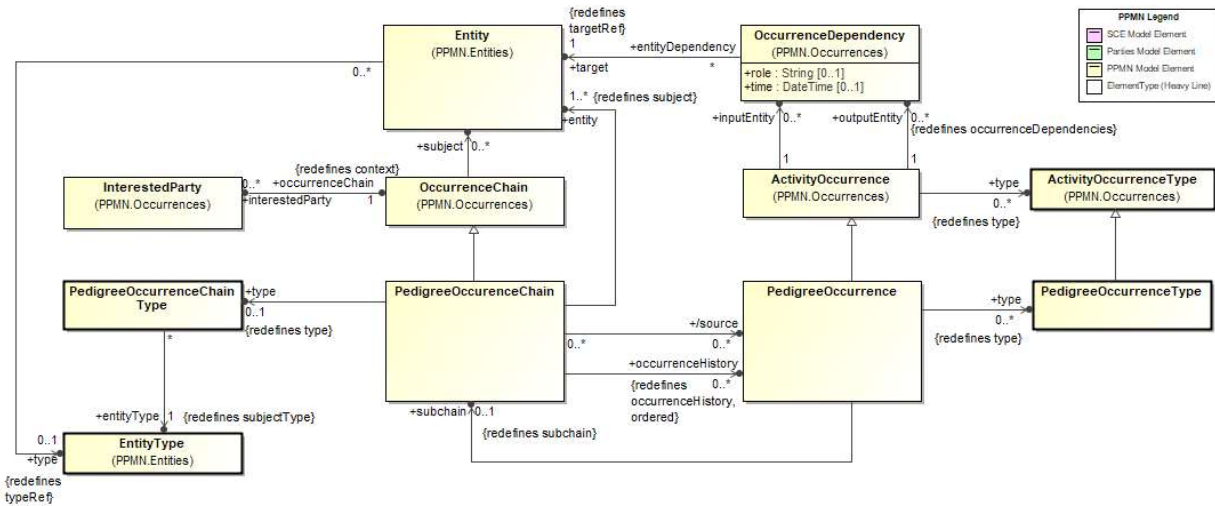 {redefines
targetRef}
Entity
(PPMN.Entities)
1
+target
+entityDependency
*
OccurrenceDependency
(PPMN.Occurrences)
+role : String [0..1]
+time : DateTime [0..1]
PPMN Legend
SCE Model Element
Parties Model Element
PPMN Model Element
ElementType (Heavy Line)
0..*
1..*
{redefines subject}
+entity
+inputEntity
0..*
+outputEntity
0..*
{redefines occurrenceDependencies}
+subject
0..*
1
1
{redefines context}
InterestedParty
(PPMN.Occurrences)
0..*
+occurrenceChain
+interestedParty
1
OccurrenceChain
(PPMN.Occurrences)
ActivityOccurrence
(PPMN.Occurrences)
+type
0..*
{redefines type}
ActivityOccurrenceType
(PPMN.Occurrences)
PedigreeOccurrenceChain
Type
+type
0..1
{redefines type}
PedigreeOccurenceChain
PedigreeOccurrence
+type
0..*
{redefines type}
PedigreeOccurrenceType
+/source
0..*
0..*
*
+occurrenceHistory
{redefines
occurrenceHistory,
ordered}
0..*
+entityType
1
{redefines subjectType}
+subchain
0..1
{redefines subchain}
0..1
+type
EntityType
(PPMN.Entities)
{redefines
typeRef}